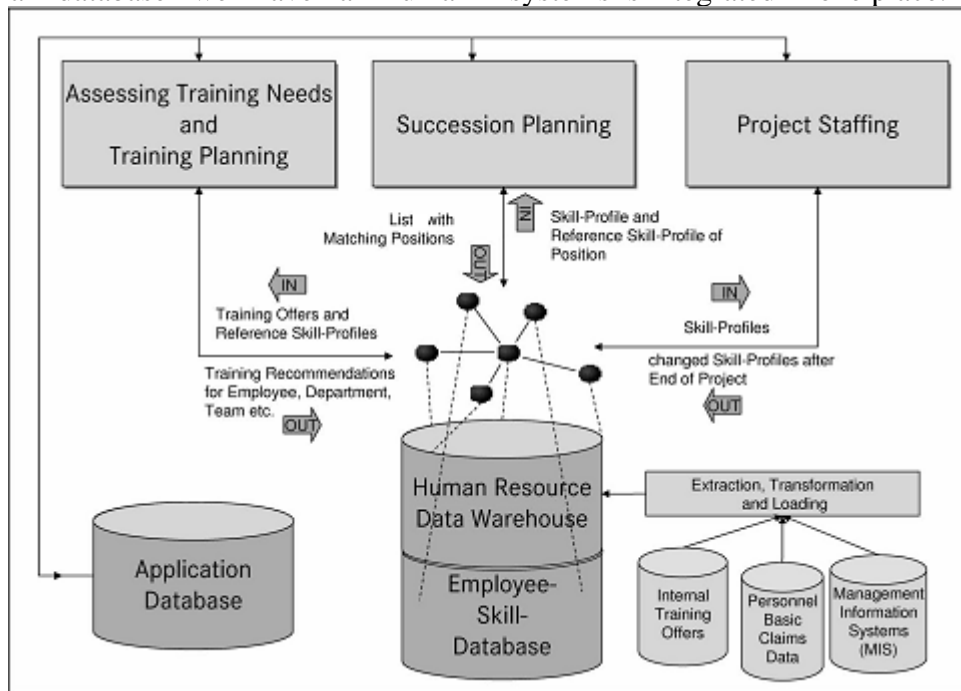 Assessing Training Needs
and
Training Planning
Succession Planning
Project Staffing
List with
Matching Positions
OUT
IN
Skill-Profile and
Reference Skill-Profile of
Position
IN
Training Offers and
Reference Skill-Profiles
Training Recommendations
for Employee, Department,
Team etc.
OUT
IN
Skill-Profiles
changed Skill-Profiles after
End of Project
OUT
Human Resource
Data Warehouse
Employee-
Skill-
Database
Application
Database
Extraction, Transformation
and Loading
Internal
Training
Offers
Personnel
Basic
Claims
Data
Management
Information
Systems
(MIS)